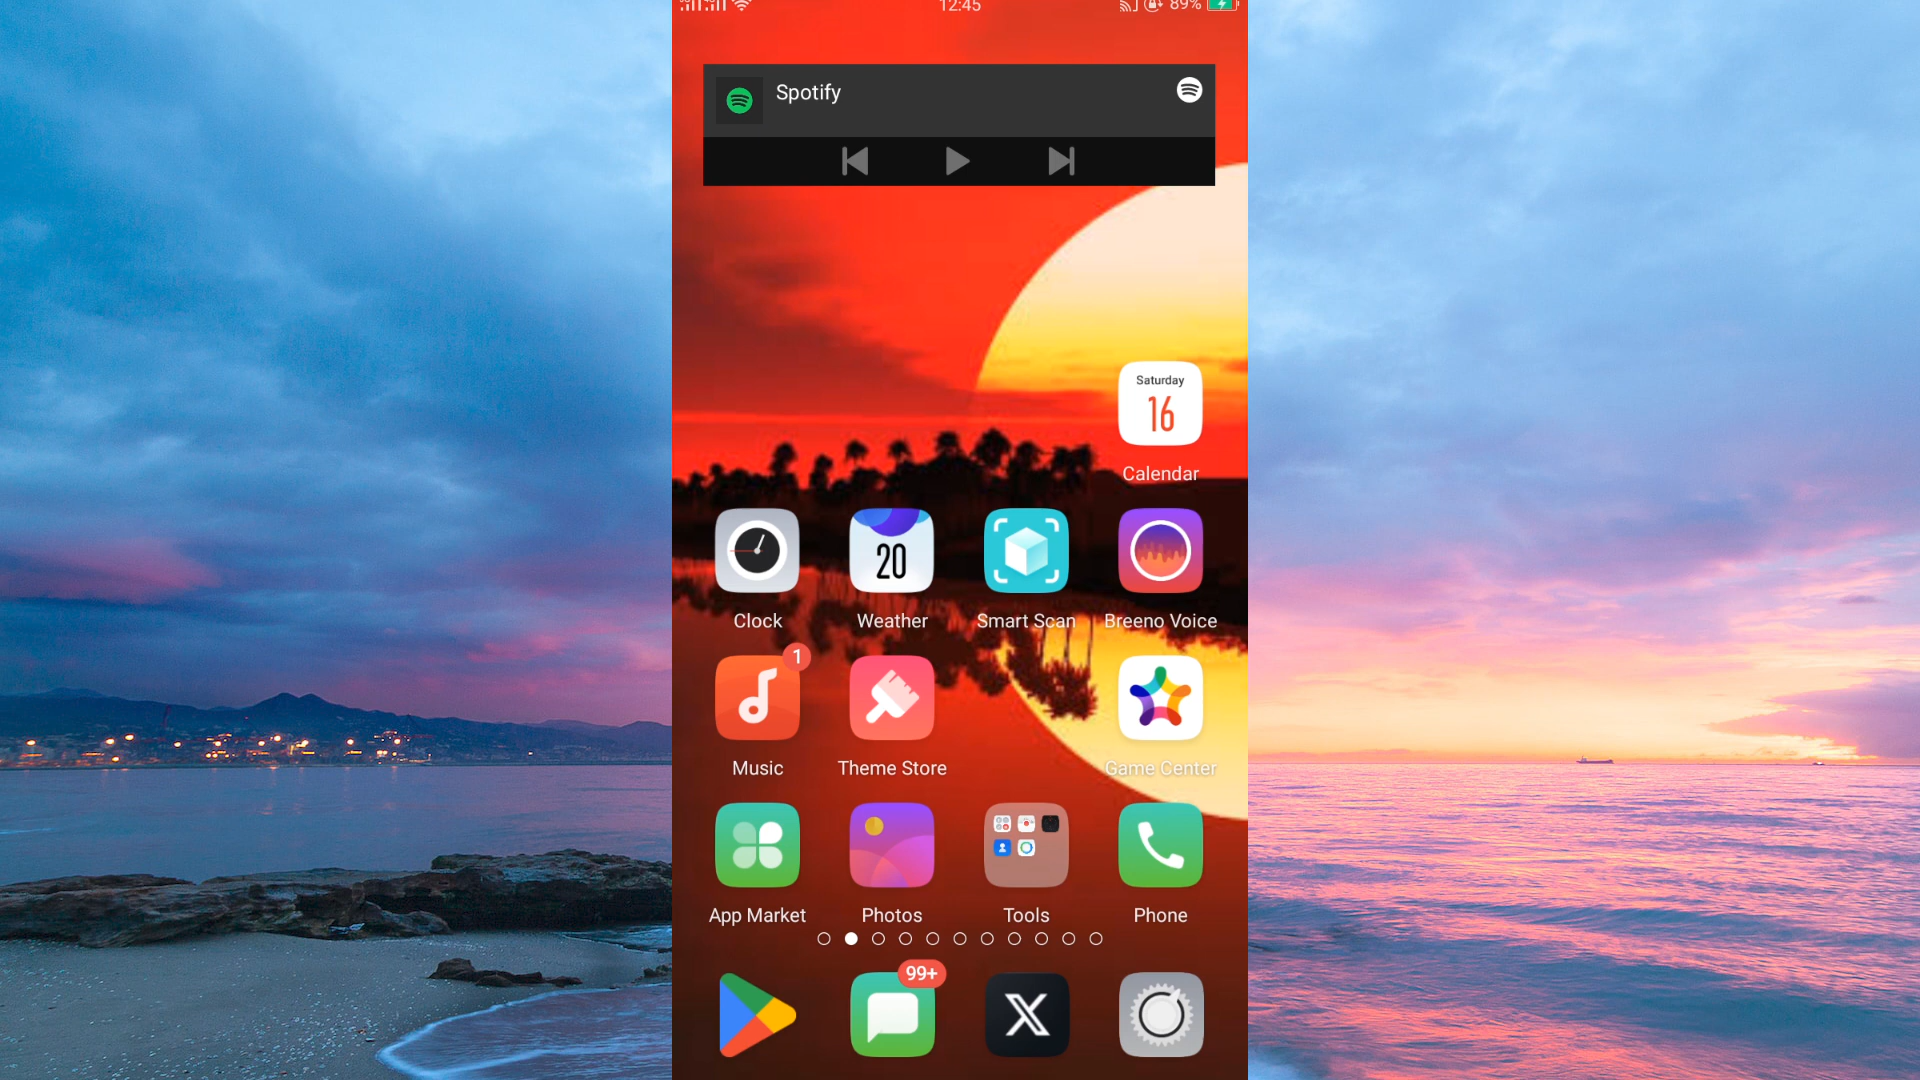 12:45
89%
Spotify
Saturday
16
Calendar
20
Clock
Weather
Smart Scan
Breeno Voice
1
Music
Theme Store
Game Center
App Market
Photos
Tools
Phone
99+